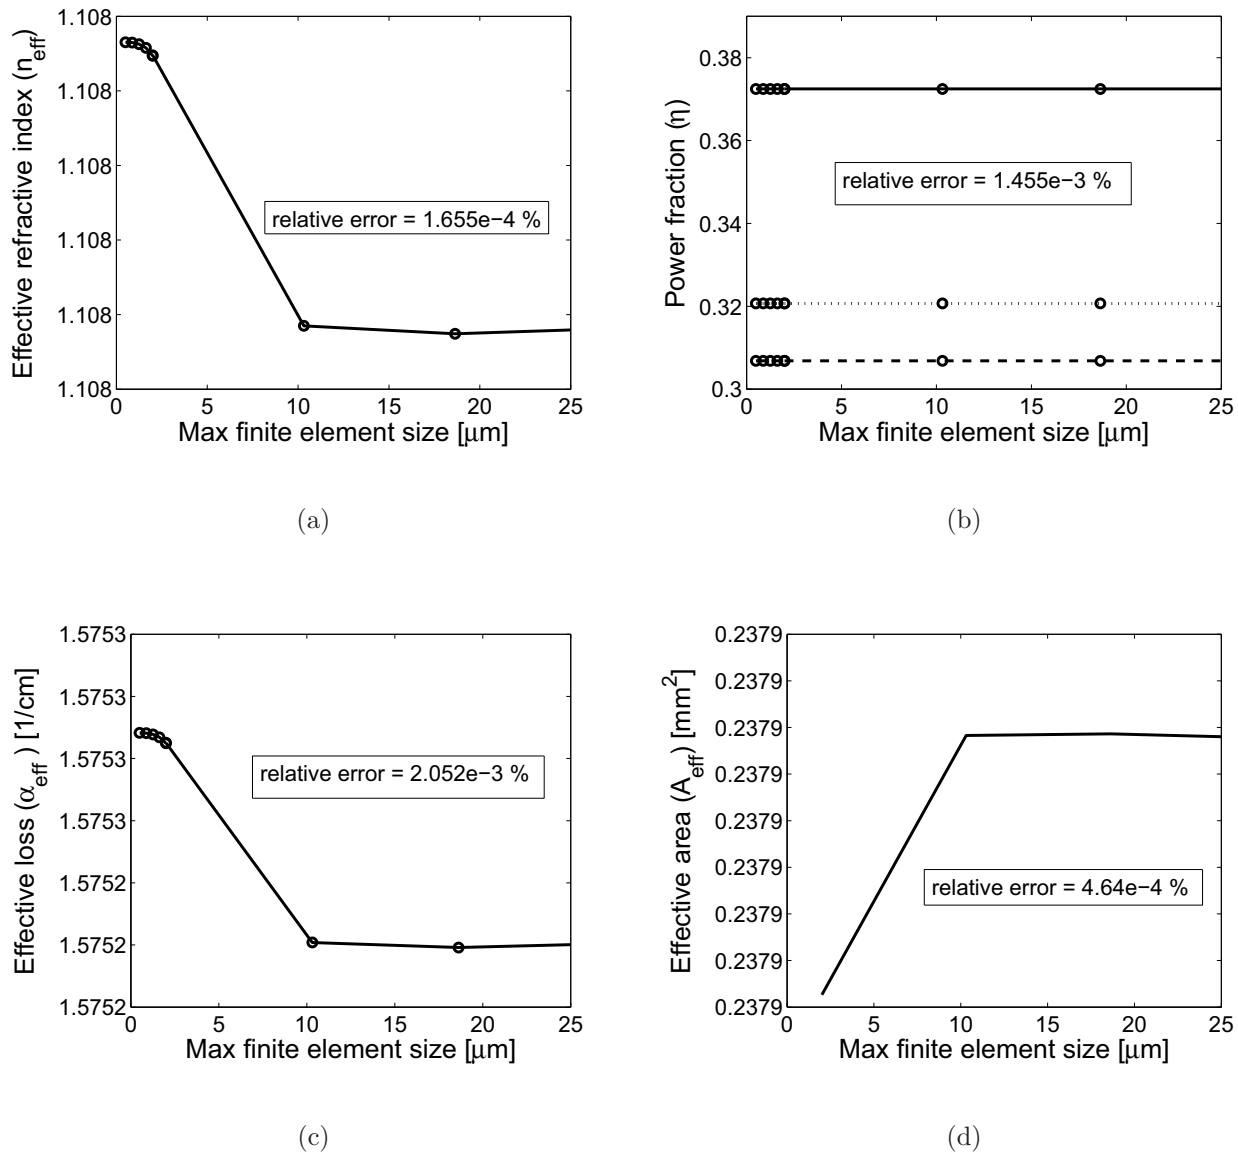 1.108
1.108
1.108
1.108
1.108
1.108
Effective refractive index (n_eff)
relative error = 1.655e−4 %
0 5 10 15 20 25
Max finite element size [μm]
(a)
0.38
0.36
0.34
0.32
0.3
Power fraction (η)
relative error = 1.455e−3 %
0 5 10 15 20 25
Max finite element size [μm]
(b)
1.5753
1.5753
1.5753
1.5753
1.5752
1.5752
1.5752
Effective loss (α_eff ) [1/cm]
relative error = 2.052e−3 %
0 5 10 15 20 25
Max finite element size [μm]
(c)
0.2379
0.2379
0.2379
0.2379
0.2379
0.2379
0.2379
0.2379
0.2379
Effective area (A_eff) [mm²]
relative error = 4.64e−4 %
0 5 10 15 20 25
Max finite element size [μm]
(d)